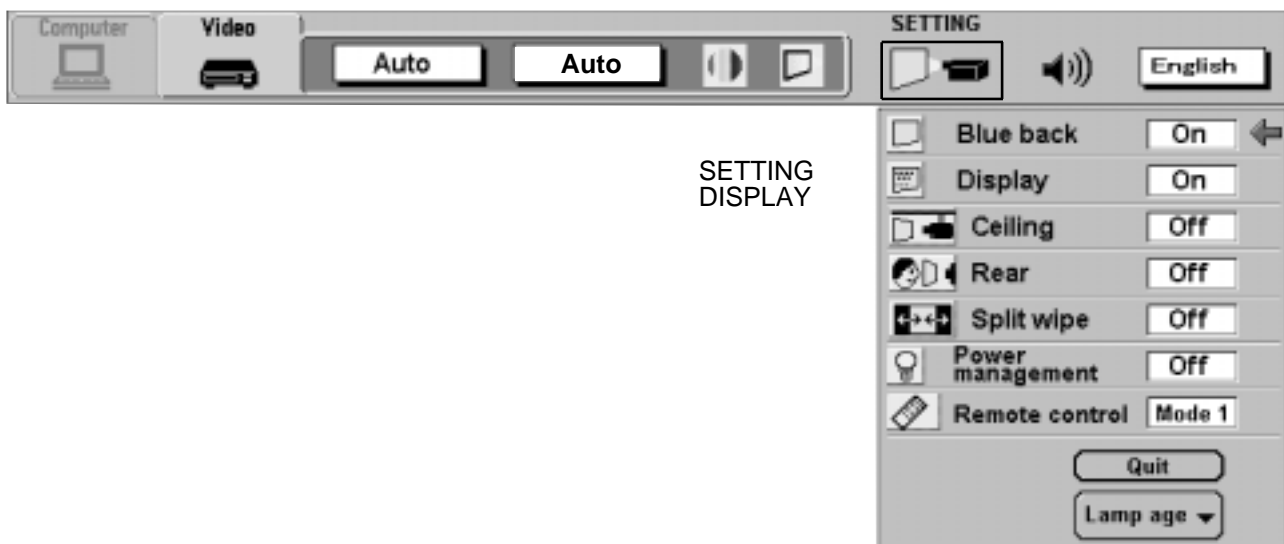 Computer
Video
Auto
Auto
SETTING
English
SETTING
DISPLAY
Blue back On
Display On
Ceiling Off
Rear Off
Split wipe Off
Power
management Off
Remote control Mode 1
Quit
Lamp age